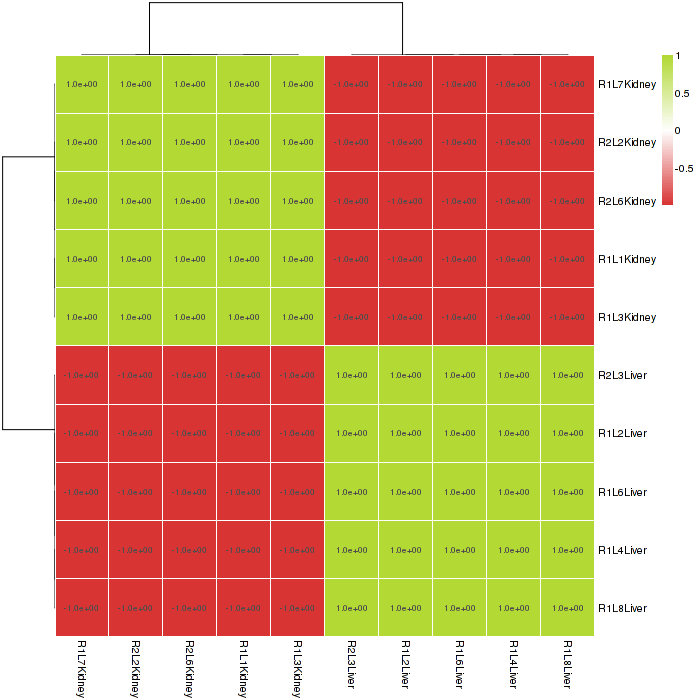 1
0.5
0
-0.5
1.0e+00 1.0e+00 1.0e+00 1.0e+00 1.0e+00 -1.0e+00 -1.0e+00 -1.0e+00 -1.0e+00 -1.0e+00 R1L7Kidney
1.0e+00 1.0e+00 1.0e+00 1.0e+00 1.0e+00 -1.0e+00 -1.0e+00 -1.0e+00 -1.0e+00 -1.0e+00 R2L2Kidney
1.0e+00 1.0e+00 1.0e+00 1.0e+00 1.0e+00 -1.0e+00 -1.0e+00 -1.0e+00 -1.0e+00 -1.0e+00 R2L6Kidney
1.0e+00 1.0e+00 1.0e+00 1.0e+00 1.0e+00 -1.0e+00 -1.0e+00 -1.0e+00 -1.0e+00 -1.0e+00 R1L1Kidney
1.0e+00 1.0e+00 1.0e+00 1.0e+00 1.0e+00 -1.0e+00 -1.0e+00 -1.0e+00 -1.0e+00 -1.0e+00 R1L3Kidney
-1.0e+00 -1.0e+00 -1.0e+00 -1.0e+00 -1.0e+00 1.0e+00 1.0e+00 1.0e+00 1.0e+00 1.0e+00 R2L3Liver
-1.0e+00 -1.0e+00 -1.0e+00 -1.0e+00 -1.0e+00 1.0e+00 1.0e+00 1.0e+00 1.0e+00 1.0e+00 R1L2Liver
-1.0e+00 -1.0e+00 -1.0e+00 -1.0e+00 -1.0e+00 1.0e+00 1.0e+00 1.0e+00 1.0e+00 1.0e+00 R1L6Liver
-1.0e+00 -1.0e+00 -1.0e+00 -1.0e+00 -1.0e+00 1.0e+00 1.0e+00 1.0e+00 1.0e+00 1.0e+00 R1L4Liver
-1.0e+00 -1.0e+00 -1.0e+00 -1.0e+00 -1.0e+00 1.0e+00 1.0e+00 1.0e+00 1.0e+00 1.0e+00 R1L8Liver
R1L7Kidney
R2L2Kidney
R2L6Kidney
R1L1Kidney
R1L3Kidney
R2L3Liver
R1L2Liver
R1L6Liver
R1L4Liver
R1L8Liver